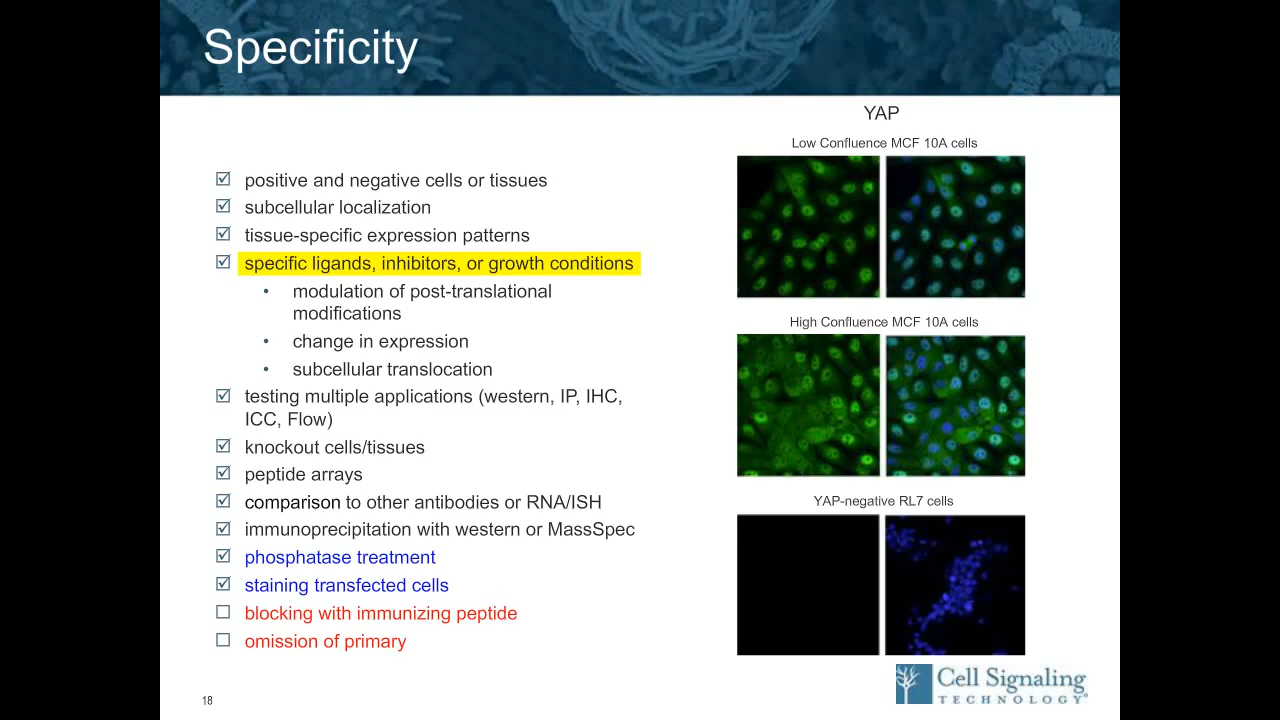 Specificity
positive and negative cells or tissues
subcellular localization
tissue-specific expression patterns
specific ligands, inhibitors, or growth conditions
• modulation of post-translational
modifications
• change in expression
• subcellular translocation
testing multiple applications (western, IP, IHC,
ICC, Flow)
knockout cells/tissues
peptide arrays
comparison to other antibodies or RNA/ISH
immunoprecipitation with western or MassSpec
phosphatase treatment
staining transfected cells
blocking with immunizing peptide
omission of primary
YAP
Low Confluence MCF 10A cells
High Confluence MCF 10A cells
YAP-negative RL7 cells
18
Cell Signaling
TECHNOLOGY®